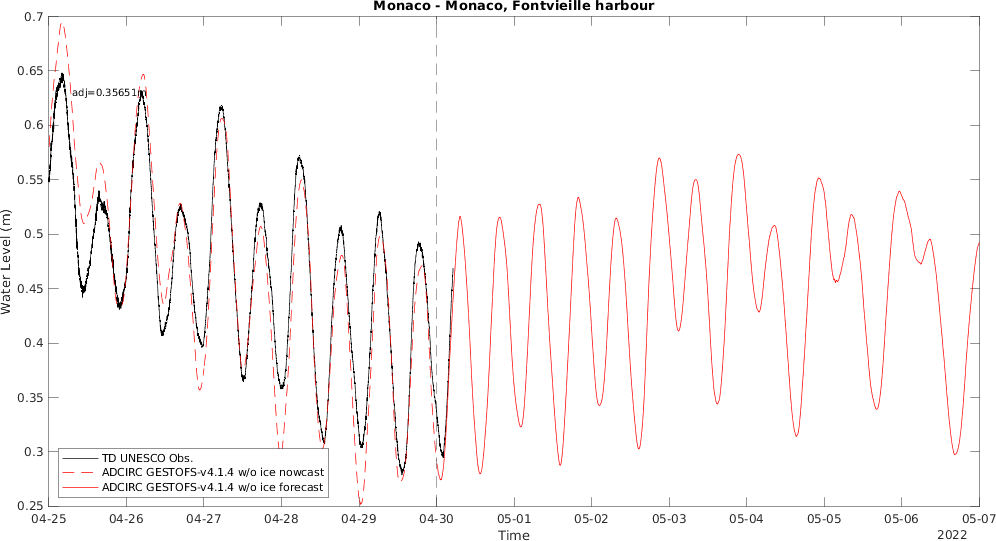 Monaco - Monaco, Fontvieille harbour
0.7
0.65
0.6
0.55
0.5
0.45
0.4
0.35
0.3
0.25
Water Level (m)
adj=0.35651
TD UNESCO Obs.
ADCIRC GESTOFS-v4.1.4 w/o ice nowcast
ADCIRC GESTOFS-v4.1.4 w/o ice forecast
04-25 04-26 04-27 04-28 04-29 04-30 05-01 05-02 05-03 05-04 05-05 05-06 05-07
Time
2022